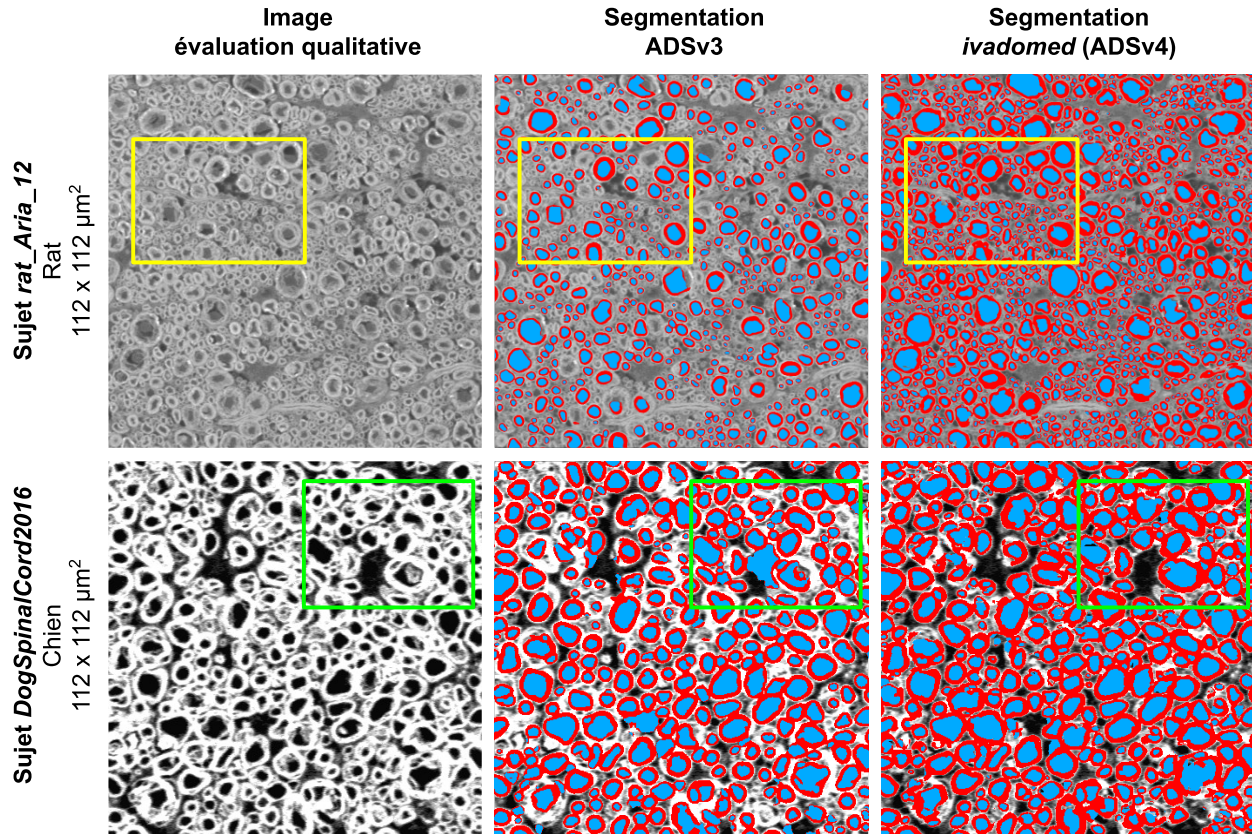 Image
évaluation qualitative
Segmentation
ADSv3
Segmentation
ivadomed (ADSv4)
Sujet rat_Aria_12
Rat
112 x 112 µm²
Sujet DogSpinalCord2016
Chien
112 x 112 µm²